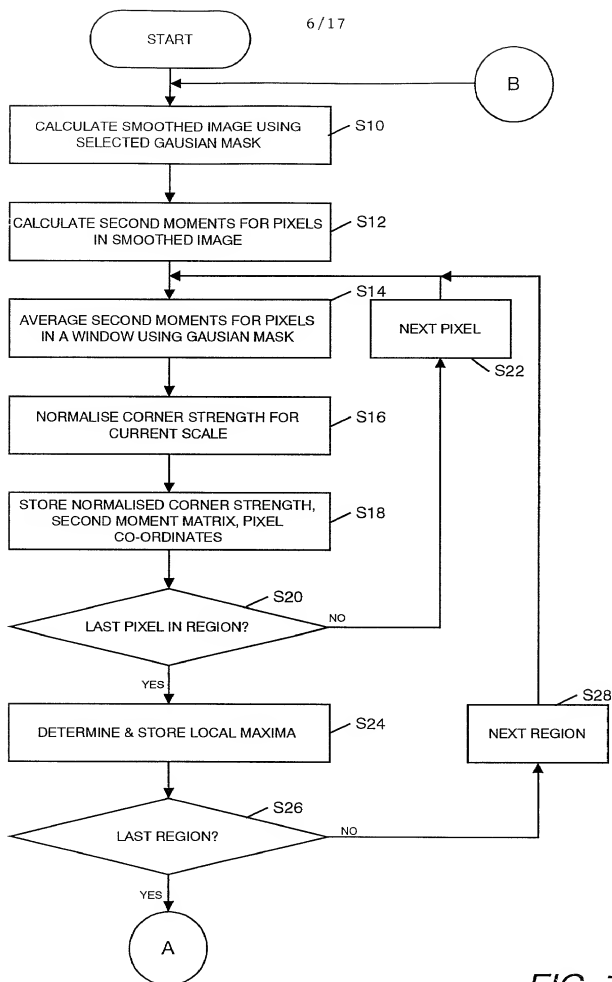 6/17
START
B
CALCULATE SMOOTHED IMAGE USING
SELECTED GAUSIAN MASK
S10
CALCULATE SECOND MOMENTS FOR PIXELS
IN SMOOTHED IMAGE
S12
AVERAGE SECOND MOMENTS FOR PIXELS
IN A WINDOW USING GAUSIAN MASK
S14
NEXT PIXEL
S22
NORMALISE CORNER STRENGTH FOR
CURRENT SCALE
S16
STORE NORMALISED CORNER STRENGTH,
SECOND MOMENT MATRIX, PIXEL
CO-ORDINATES
S18
LAST PIXEL IN REGION?
S20
NO
YES
DETERMINE & STORE LOCAL MAXIMA
S24
NEXT REGION
S28
LAST REGION?
S26
NO
YES
A
FIG.